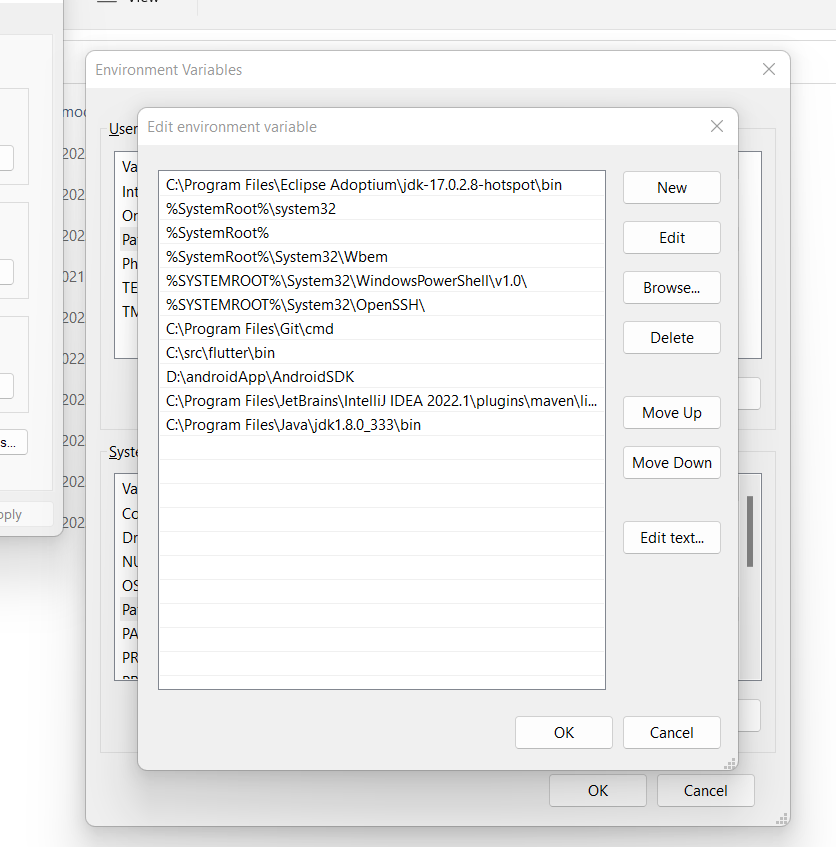 Environment Variables
Edit environment variable
User
Va
Int
On
Pa
Ph
TE
TM
C:\Program Files\Eclipse Adoptium\jdk-17.0.2.8-hotspot\bin
%SystemRoot%\system32
%SystemRoot%
%SystemRoot%\System32\Wbem
%SYSTEMROOT%\System32\WindowsPowerShell\v1.0\
%SYSTEMROOT%\System32\OpenSSH\
C:\Program Files\Git\cmd
C:\src\flutter\bin
D:\androidApp\AndroidSDK
C:\Program Files\JetBrains\IntelliJ IDEA 2022.1\plugins\maven\li...
C:\Program Files\Java\jdk1.8.0_333\bin
New
Edit
Browse...
Delete
Move Up
Move Down
Edit text...
OK
Cancel
Syste
Va
Co
Dr
NU
OS
Pa
PA
PR
OK
Cancel
mod
202
202
202
2021
202
2022
202
202
202
202
s...
pply